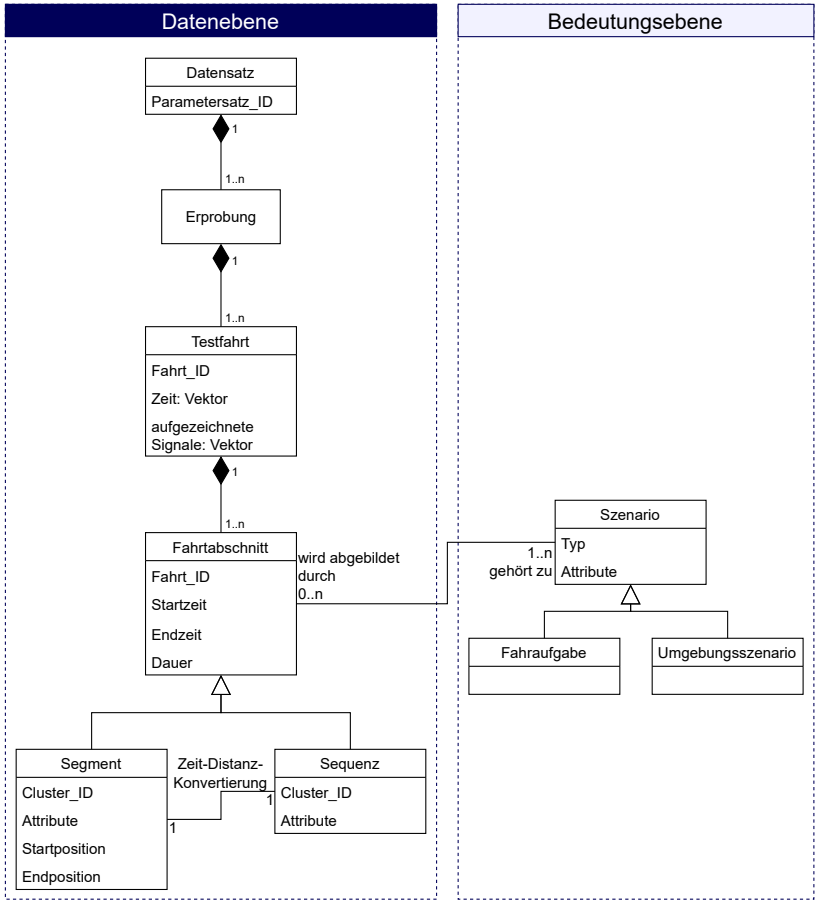 Datenebene
Bedeutungsebene
Datensatz
Parametersatz_ID
1
1..n
Erprobung
1
1..n
Testfahrt
Fahrt_ID
Zeit: Vektor
aufgezeichnete
Signale: Vektor
1
1..n
Fahrtabschnitt
Fahrt_ID
Startzeit
Endzeit
Dauer
wird abgebildet
durch
0..n
1..n
gehört zu
Szenario
Typ
Attribute
Fahraufgabe
Umgebungsszenario
Segment
Cluster_ID
Attribute
Startposition
Endposition
Zeit-Distanz-
Konvertierung
1
1
Sequenz
Cluster_ID
Attribute